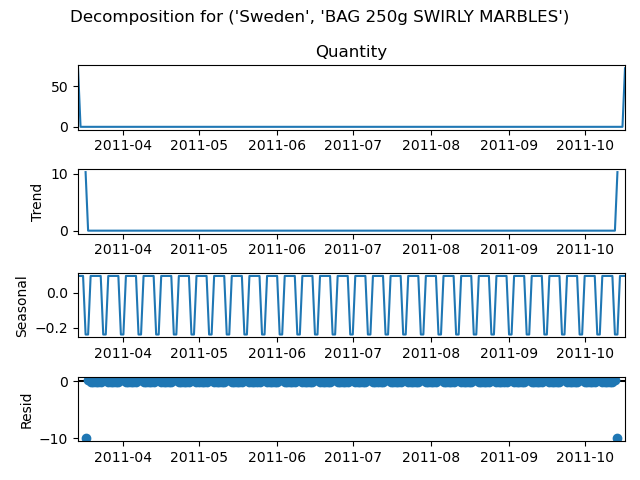 Decomposition for ('Sweden', 'BAG 250g SWIRLY MARBLES')
Quantity
50
0
2011-04 2011-05 2011-06 2011-07 2011-08 2011-09 2011-10
Trend
10
0
2011-04 2011-05 2011-06 2011-07 2011-08 2011-09 2011-10
Seasonal
0.0
−0.2
2011-04 2011-05 2011-06 2011-07 2011-08 2011-09 2011-10
Resid
0
−10
2011-04 2011-05 2011-06 2011-07 2011-08 2011-09 2011-10